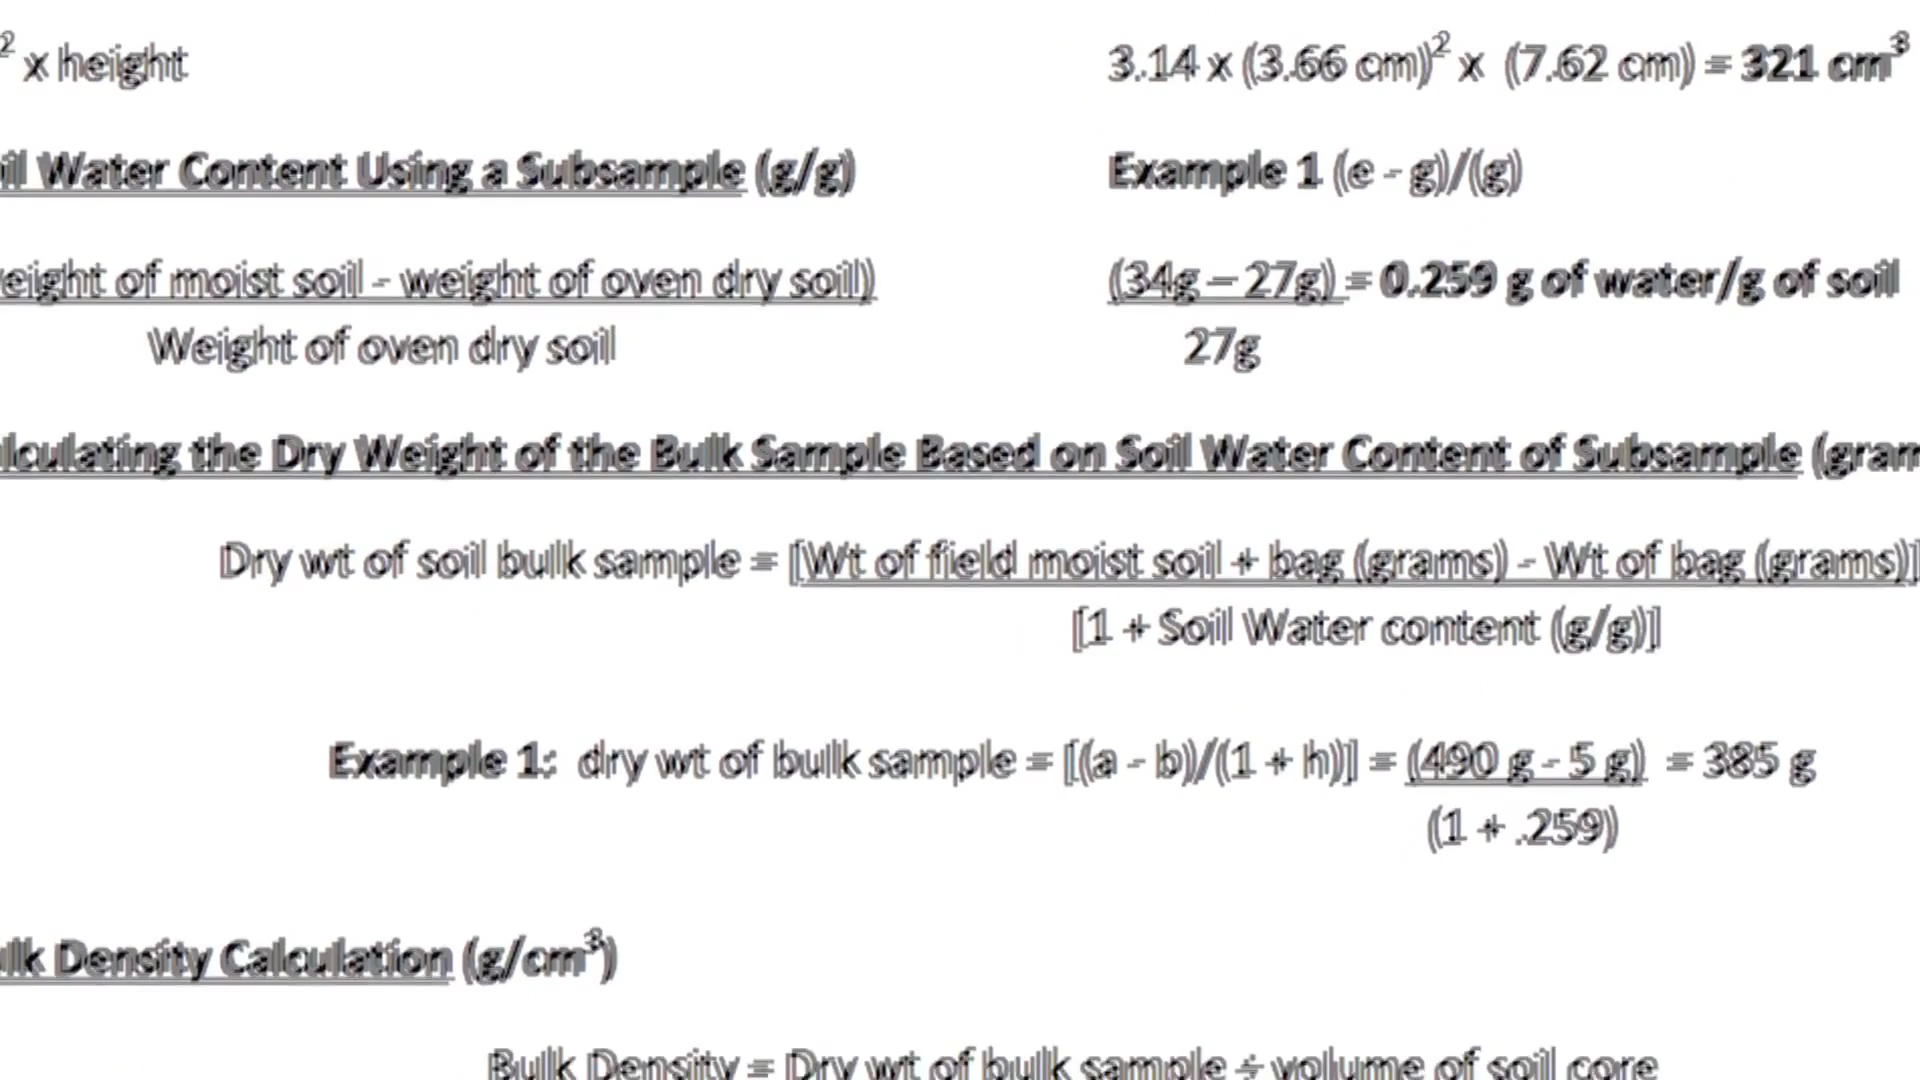 ² x height 3.14 x (3.66 cm)² x (7.62 cm) = 321 cm³
il Water Content Using a Subsample (g/g) Example 1 (e - g)/(g)
eight of moist soil - weight of oven dry soil) (34g – 27g) = 0.259 g of water/g of soil
Weight of oven dry soil 27g
lculating the Dry Weight of the Bulk Sample Based on Soil Water Content of Subsample (gram
Dry wt of soil bulk sample = [Wt of field moist soil + bag (grams) - Wt of bag (grams)]
[1 + Soil Water content (g/g)]
Example 1: dry wt of bulk sample = [(a - b)/(1 + h)] = (490 g - 5 g) = 385 g
(1 + .259)
lk Density Calculation (g/cm³)
Bulk Density = Dry wt of bulk sample ÷ volume of soil core